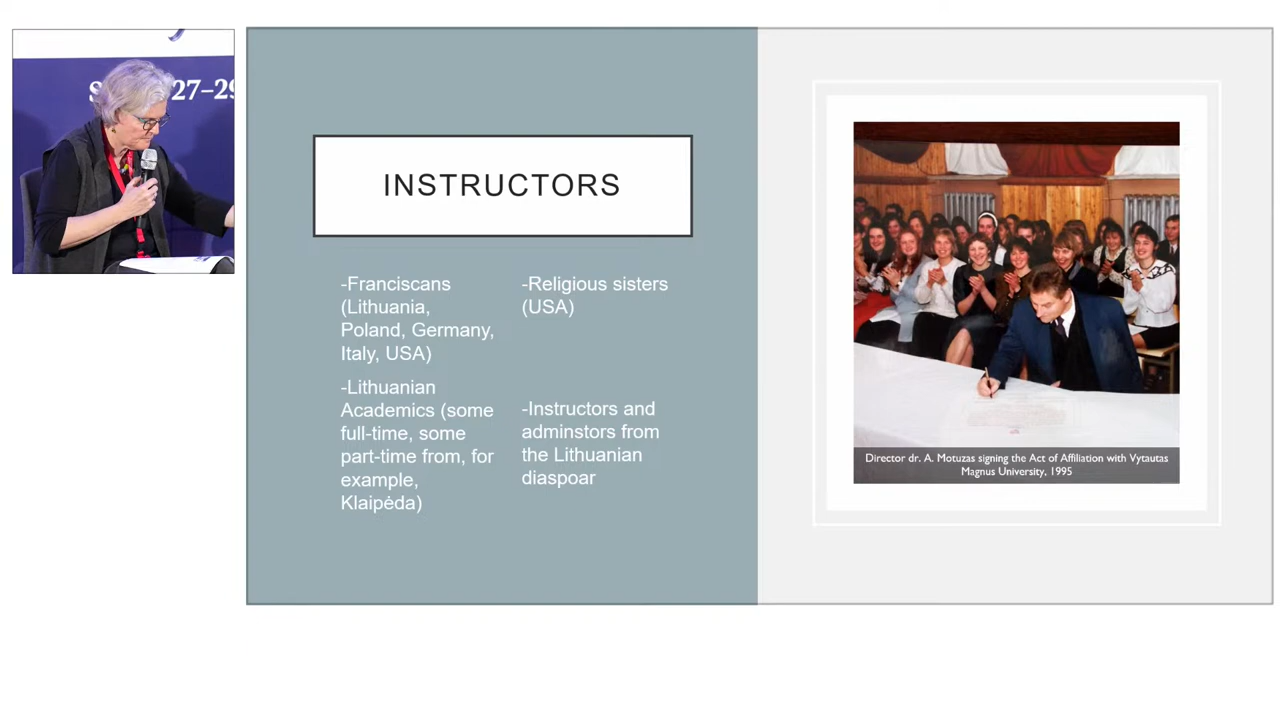 27–29
INSTRUCTORS
-Franciscans
(Lithuania,
Poland, Germany,
Italy, USA)
-Lithuanian
Academics (some
full-time, some
part-time from, for
example,
Klaipėda)
-Religious sisters
(USA)
-Instructors and
adminstors from
the Lithuanian
diaspoar
Director dr. A. Motuzas signing the Act of Affiliation with Vytautas
Magnus University, 1995